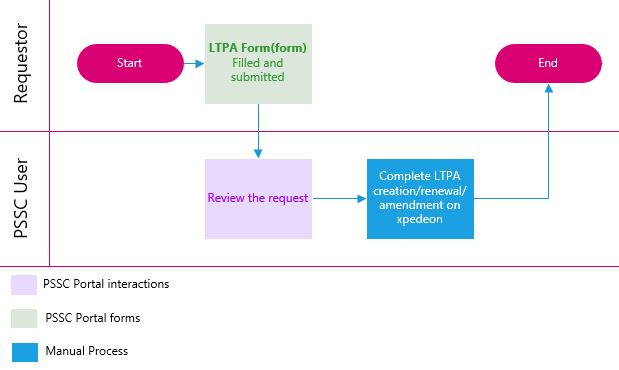 Requestor
Start
LTPA Form(form)
Filled and
submitted
End
PSSC User
Review the request
Complete LTPA
creation/renewal/
amendment on
xpedeon
PSSC Portal interactions
PSSC Portal forms
Manual Process